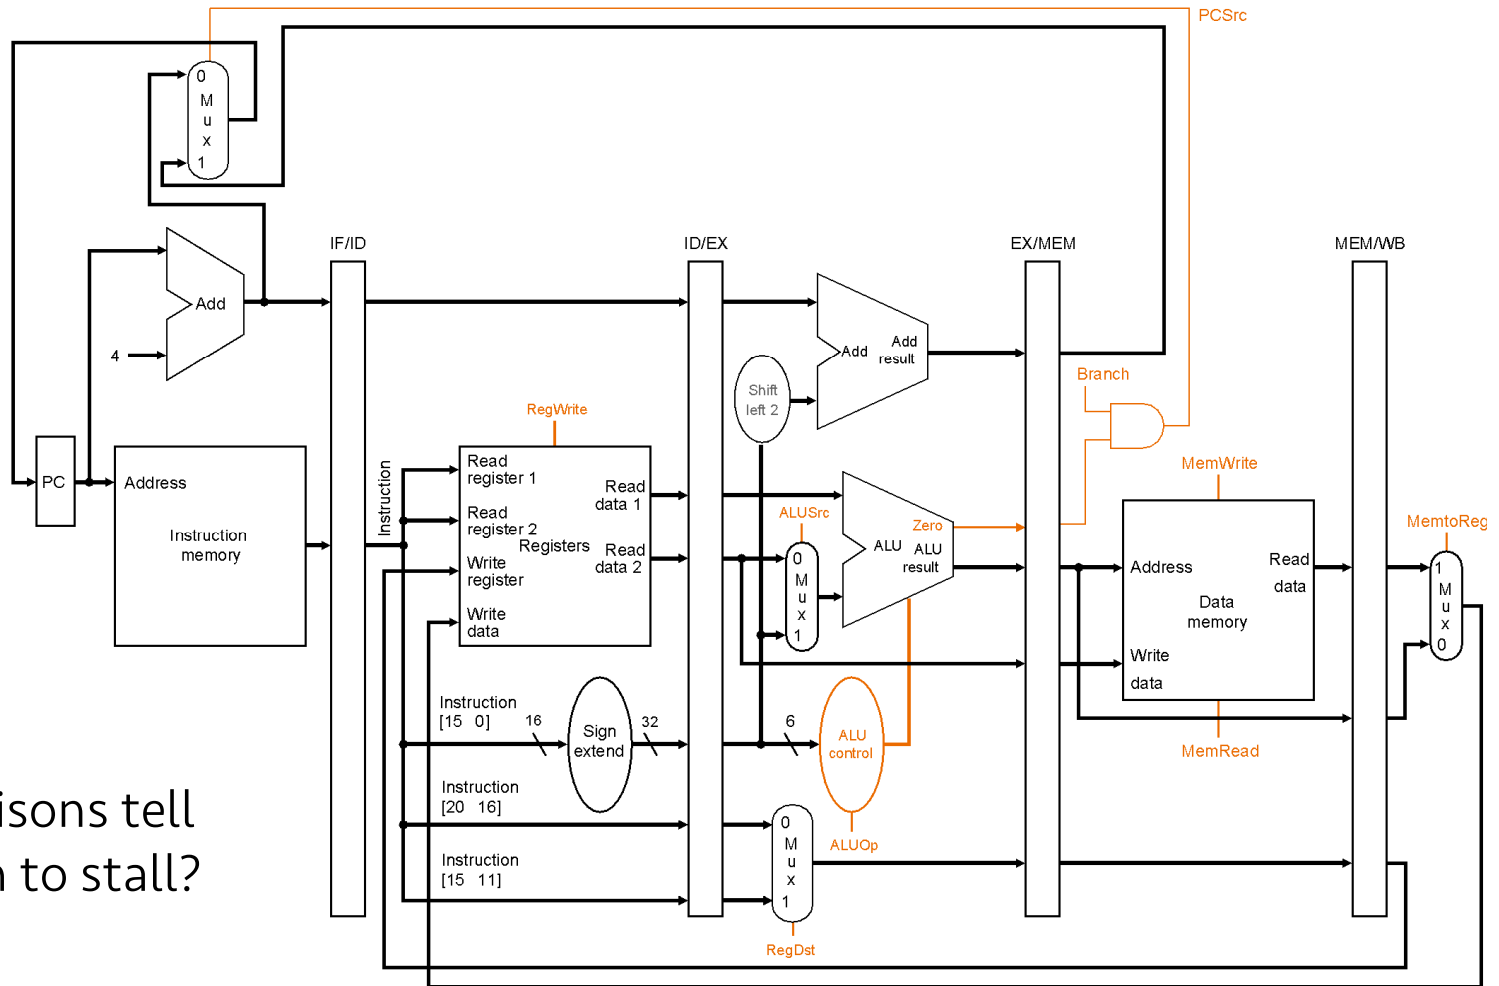 PCSrc
0
M
u
x
1
IF/ID
ID/EX
EX/MEM
MEM/WB
Add
4
Add
Add
result
Shift
left 2
Branch
RegWrite
PC
Address
Instruction
memory
Instruction
Read
register 1
Read
register 2
Write
register
Write
data
Registers
Read
data 1
Read
data 2
ALUSrc
0
M
u
x
1
Zero
ALU
ALU
result
MemWrite
Address
Read
data
Data
memory
Write
data
MemRead
MemtoReg
1
M
u
x
0
Instruction
[15 0]
16
Sign
extend
32
6
ALU
control
ALUOp
Instruction
[20 16]
Instruction
[15 11]
0
M
u
x
1
RegDst
isons tell
to stall?